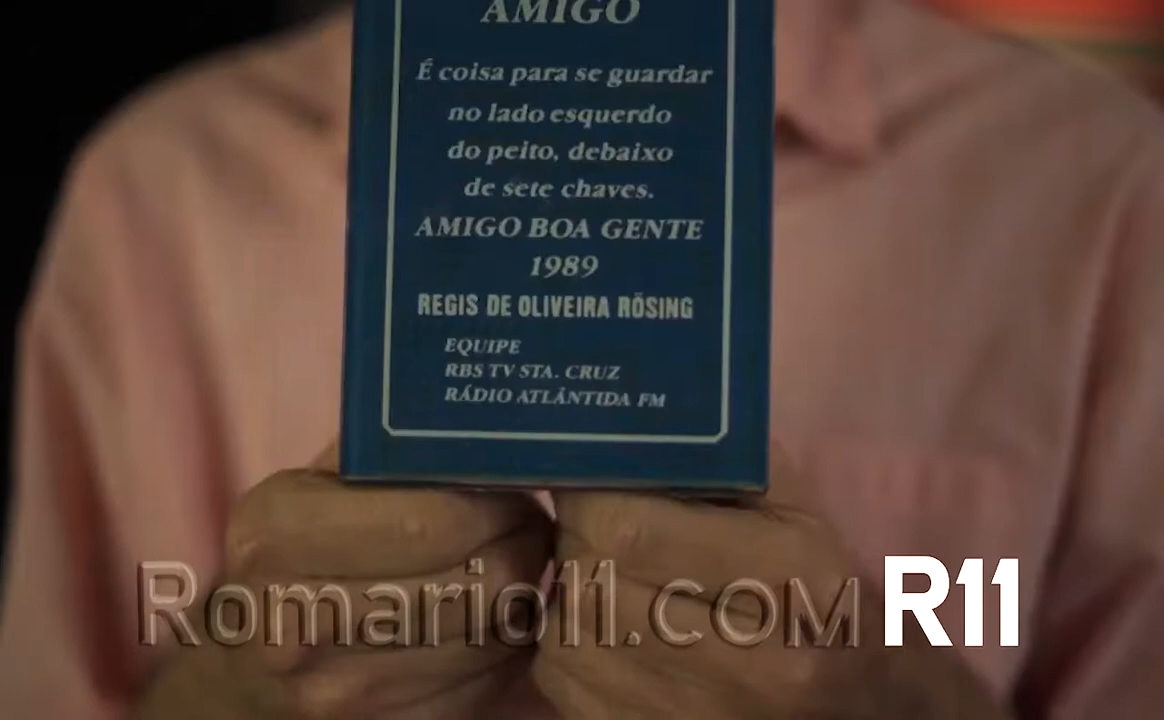 AMIGO
É coisa para se guardar
no lado esquerdo
do peito, debaixo
de sete chaves.
AMIGO BOA GENTE
1989
REGIS DE OLIVEIRA RÖSING
EQUIPE
RBS TV STA. CRUZ
RÁDIO ATLÂNTIDA FM
Romario11.COM R11